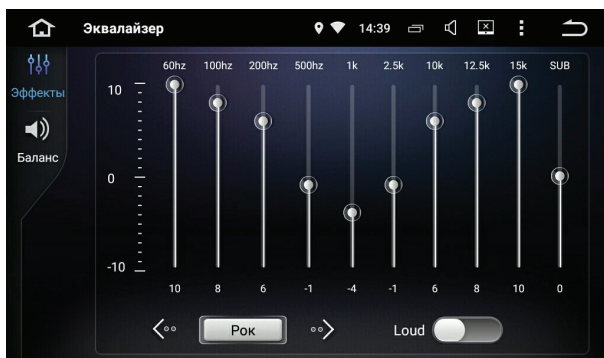 Эквалайзер 14:39
Эффекты
Баланс
60hz 100hz 200hz 500hz 1k 2.5k 10k 12.5k 15k SUB
10
0
-10
10 8 6 -1 -4 -1 6 8 10 0
Рок Loud